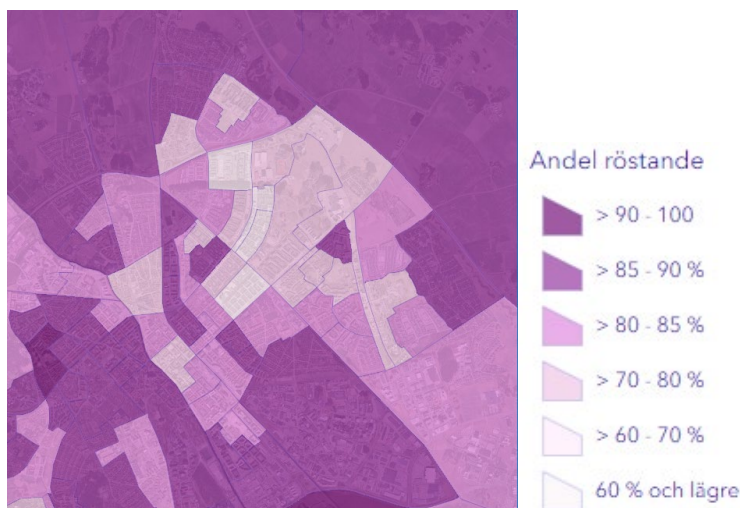 Andel röstande
> 90 - 100
> 85 - 90 %
> 80 - 85 %
> 70 - 80 %
> 60 - 70 %
60 % och lägre